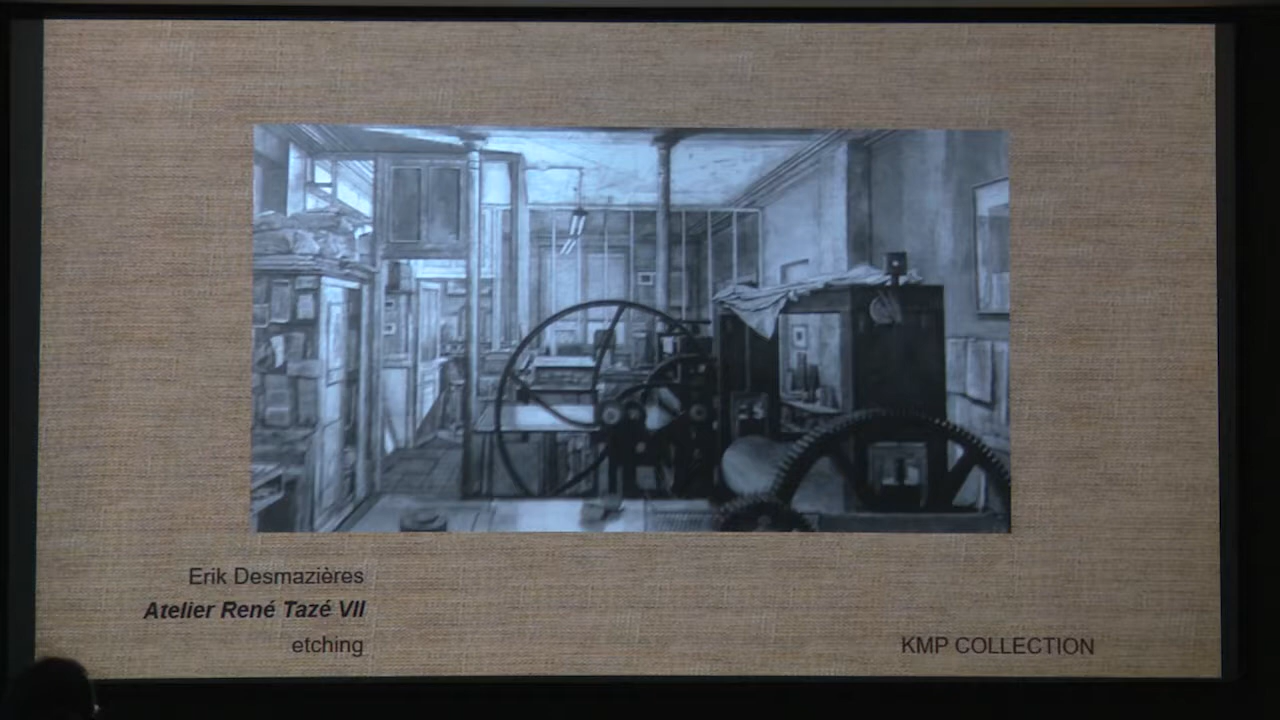 Erik Desmazières
Atelier René Tazé VII
etching
KMP COLLECTION